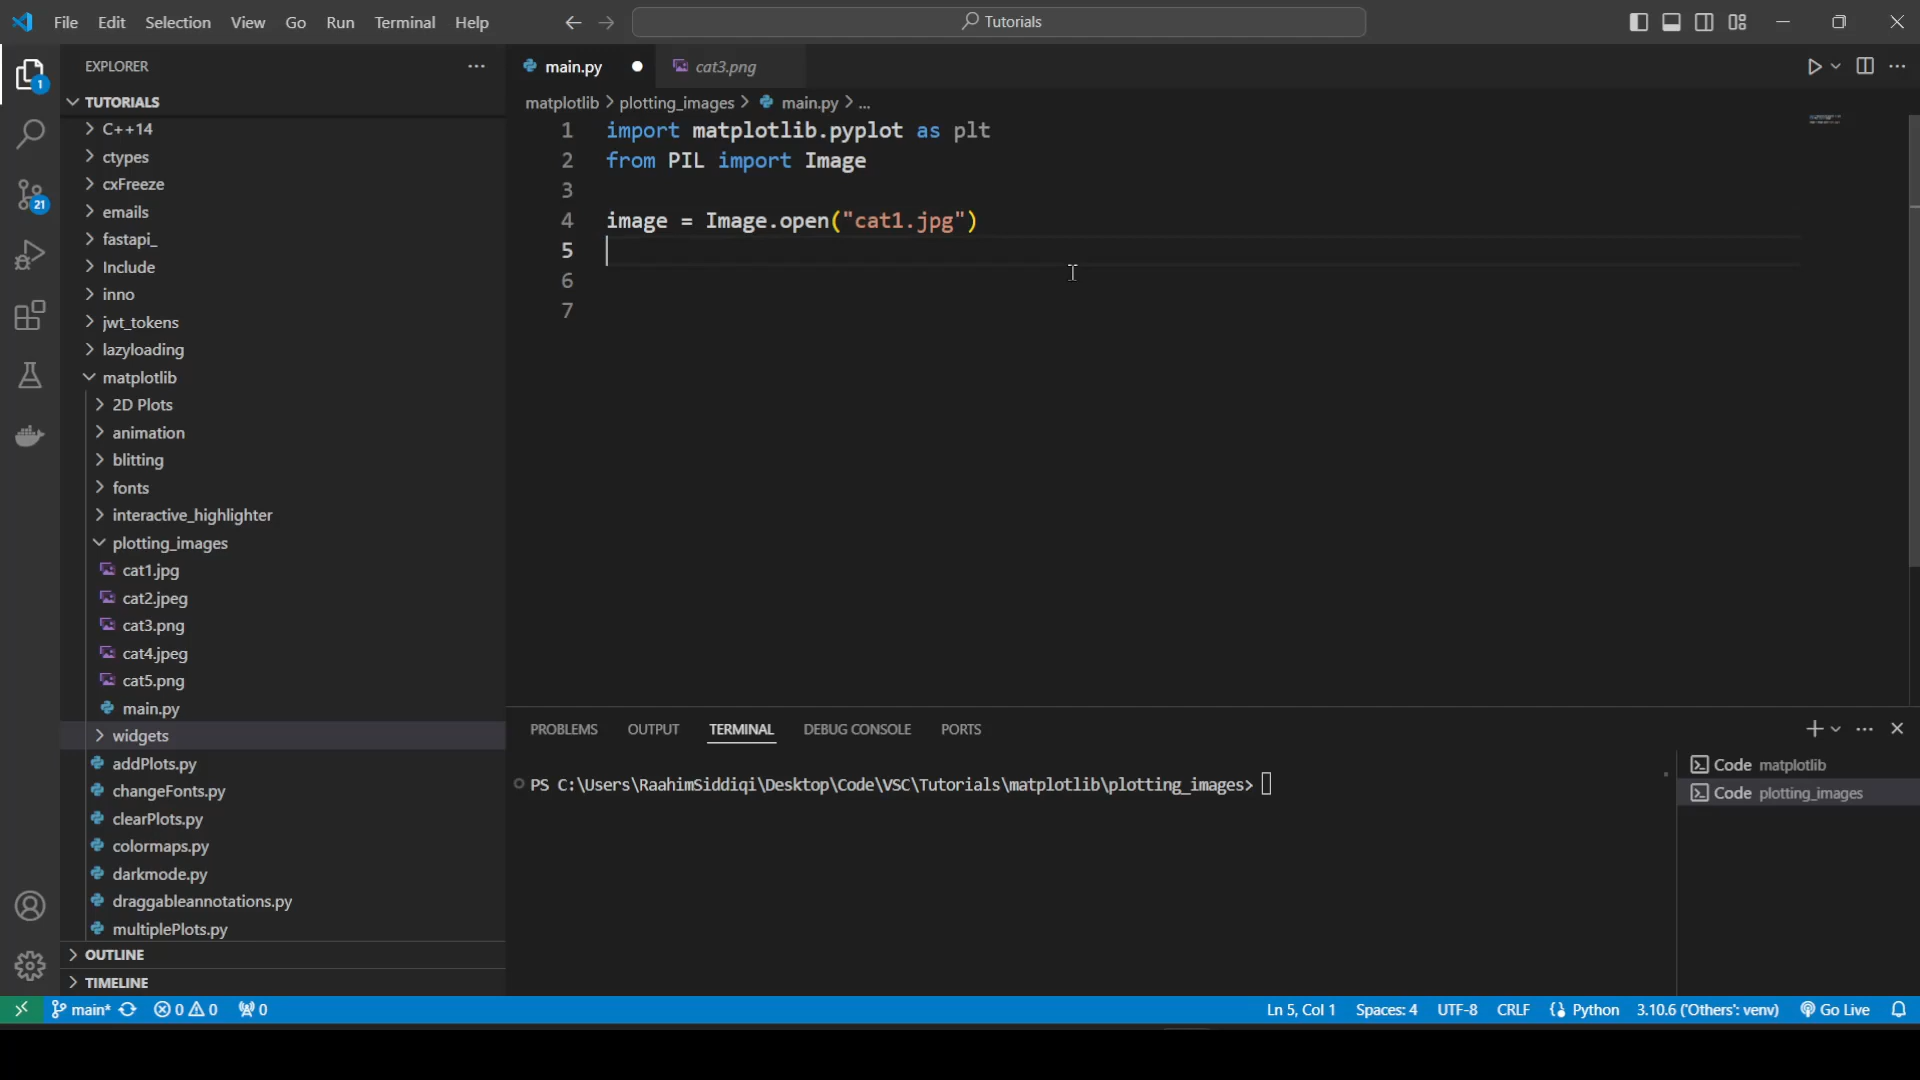 File Edit Selection View Go Run Terminal Help
Tutorials
EXPLORER
1
TUTORIALS
C++14
ctypes
cxFreeze
emails
21
fastapi_
Include
inno
jwt_tokens
lazyloading
matplotlib
2D Plots
animation
blitting
fonts
interactive_highlighter
plotting_images
cat1.jpg
cat2.jpeg
cat3.png
cat4.jpeg
cat5.png
main.py
widgets
addPlots.py
changeFonts.py
clearPlots.py
colormaps.py
darkmode.py
draggableannotations.py
multiplePlots.py
OUTLINE
TIMELINE
main.py cat3.png
matplotlib > plotting_images > main.py > ...
1 import matplotlib.pyplot as plt
2 from PIL import Image
3
4 image = Image.open("cat1.jpg")
5
6
7
PROBLEMS OUTPUT TERMINAL DEBUG CONSOLE PORTS
PS C:\Users\RaahimSiddiqi\Desktop\Code\VSC\Tutorials\matplotlib\plotting_images>
Code matplotlib
Code plotting_images
main* 0 0 0 Ln 5, Col 1 Spaces: 4 UTF-8 CRLF Python 3.10.6 ('Others': venv) Go Live